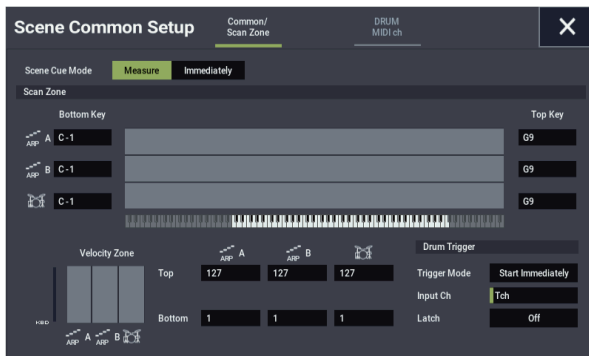 Scene Common Setup
Common/
Scan Zone
DRUM
MIDI ch
Scene Cue Mode
Measure
Immediately
Scan Zone
Bottom Key
Top Key
ARP A
C-1
G9
ARP B
C-1
G9
C-1
G9
Velocity Zone
ARP A
ARP B
Drum Trigger
Top
127
127
127
Trigger Mode
Start Immediately
Input Ch
Tch
KBD
Bottom
1
1
1
Latch
Off
ARP A
ARP B